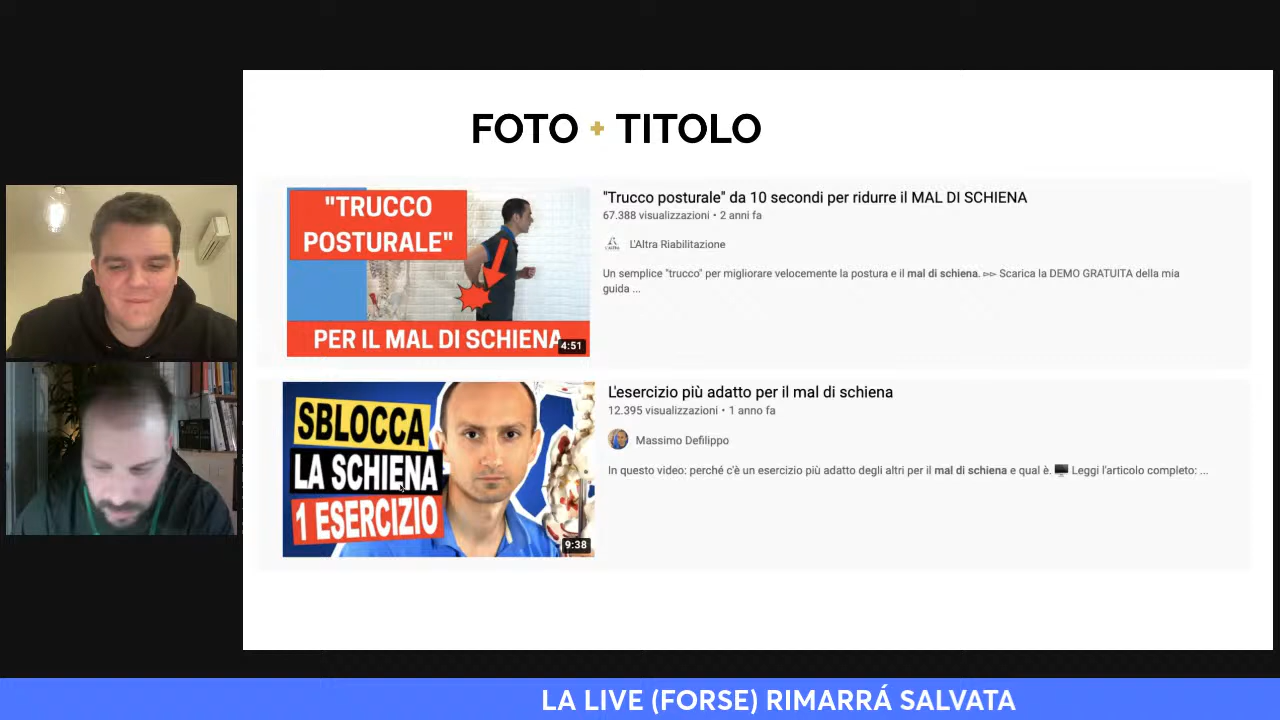 FOTO + TITOLO
"TRUCCO
POSTURALE"
PER IL MAL DI SCHIENA
4:51
"Trucco posturale" da 10 secondi per ridurre il MAL DI SCHIENA
67.388 visualizzazioni • 2 anni fa
L'Altra Riabilitazione
Un semplice "trucco" per migliorare velocemente la postura e il mal di schiena. ▻▻ Scarica la DEMO GRATUITA della mia
guida ...
SBLOCCA
LA SCHIENA
1 ESERCIZIO
9:38
L'esercizio più adatto per il mal di schiena
12.395 visualizzazioni • 1 anno fa
Massimo Defilippo
In questo video: perché c'è un esercizio più adatto degli altri per il mal di schiena e qual è. 🖥️ Leggi l'articolo completo: ...
LA LIVE (FORSE) RIMARRÁ SALVATA